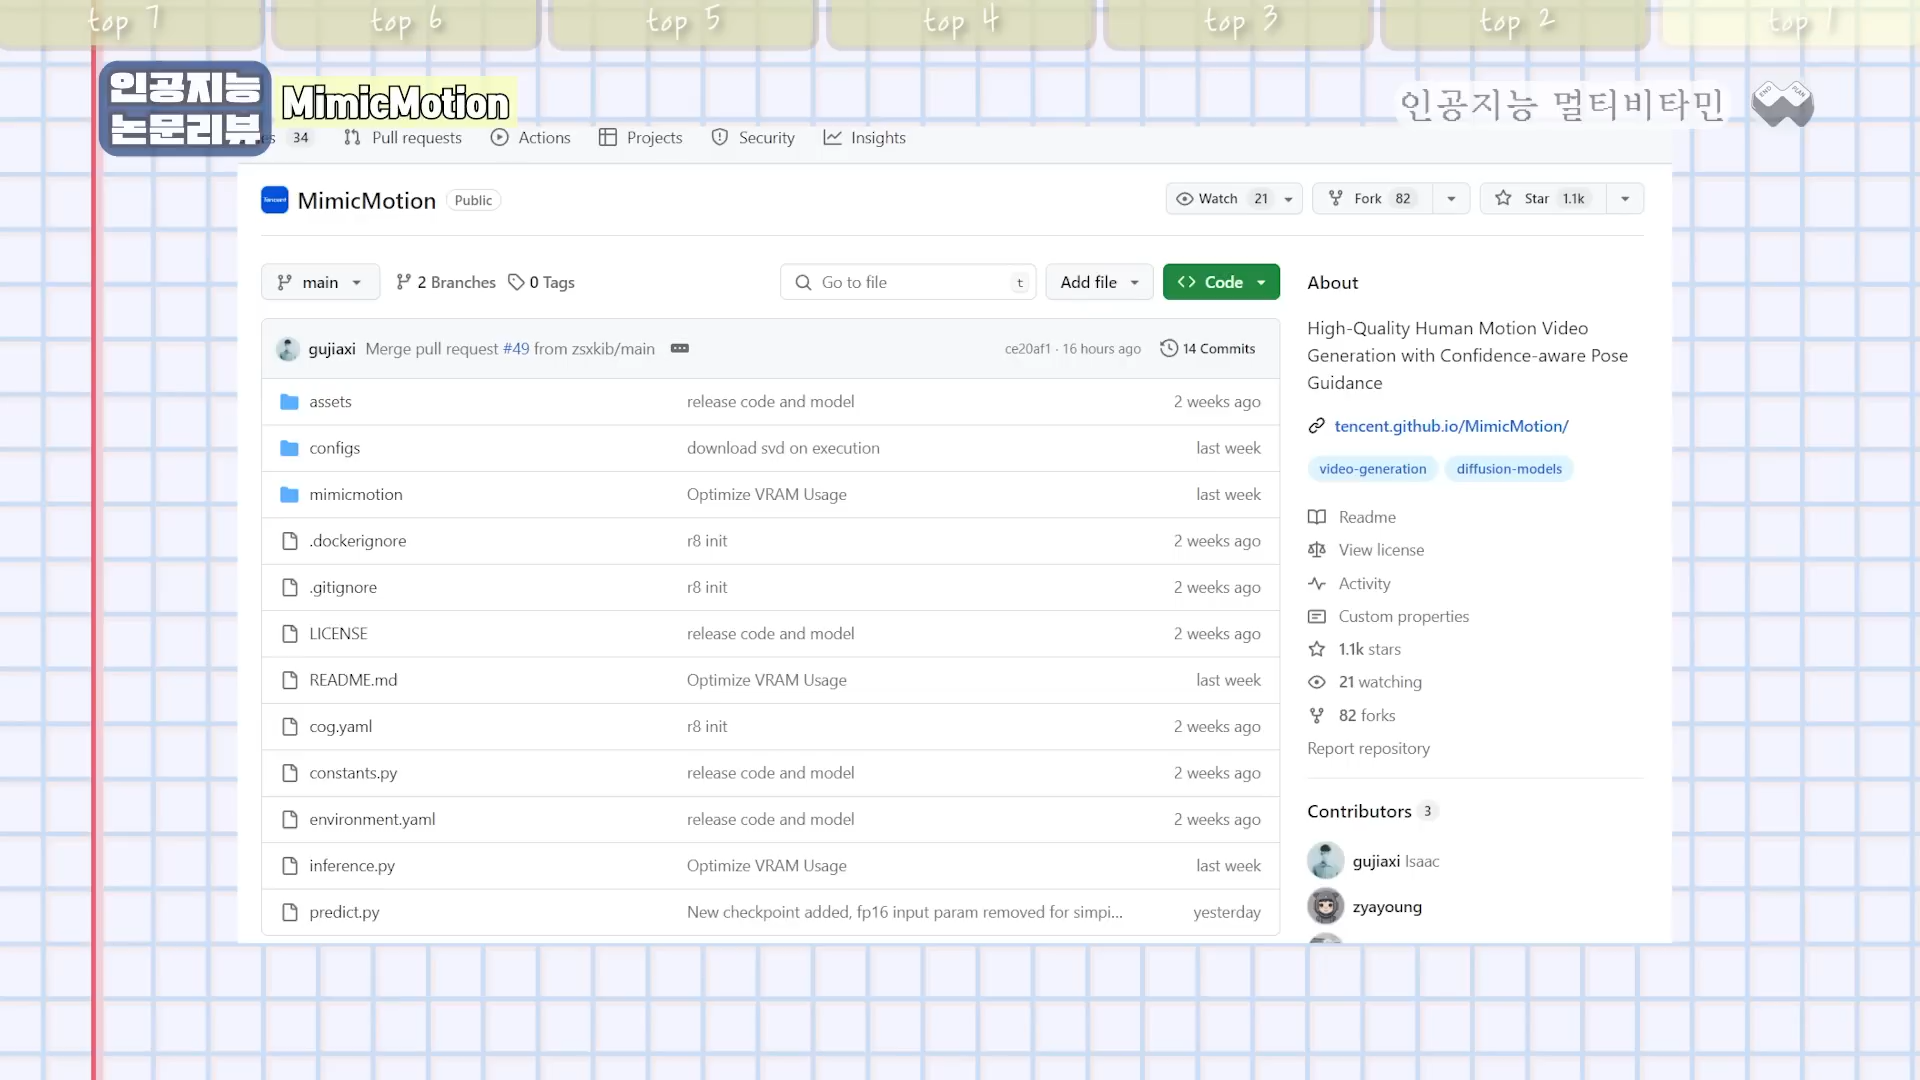 top 7
top 6
top 5
top 4
top 3
top 2
top 1
인공지능
논문리뷰
MimicMotion
인공지능 멀티비타민
END PLAN
es 34
Pull requests
Actions
Projects
Security
Insights
Tencent
MimicMotion Public
Watch 21
Fork 82
Star 1.1k
main
2 Branches
0 Tags
Go to file t
Add file
Code
gujiaxi Merge pull request #49 from zsxkib/main
ce20af1 · 16 hours ago
14 Commits
assets release code and model 2 weeks ago
configs download svd on execution last week
mimicmotion Optimize VRAM Usage last week
.dockerignore r8 init 2 weeks ago
.gitignore r8 init 2 weeks ago
LICENSE release code and model 2 weeks ago
README.md Optimize VRAM Usage last week
cog.yaml r8 init 2 weeks ago
constants.py release code and model 2 weeks ago
environment.yaml release code and model 2 weeks ago
inference.py Optimize VRAM Usage last week
predict.py New checkpoint added, fp16 input param removed for simpi... yesterday
About
High-Quality Human Motion Video
Generation with Confidence-aware Pose
Guidance
tencent.github.io/MimicMotion/
video-generation diffusion-models
Readme
View license
Activity
Custom properties
1.1k stars
21 watching
82 forks
Report repository
Contributors 3
gujiaxi Isaac
zyayoung